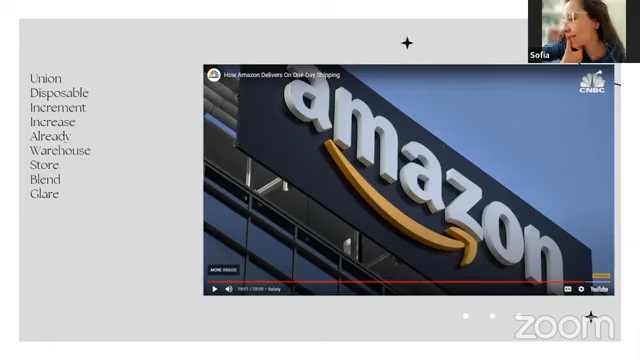 Sofia
Union
Disposable
Increment
Increase
Already
Warehouse
Store
Blend
Glare
How Amazon Delivers On One-Day Shipping
CNBC
amazon
MORE VIDEOS
YouTube
zoom